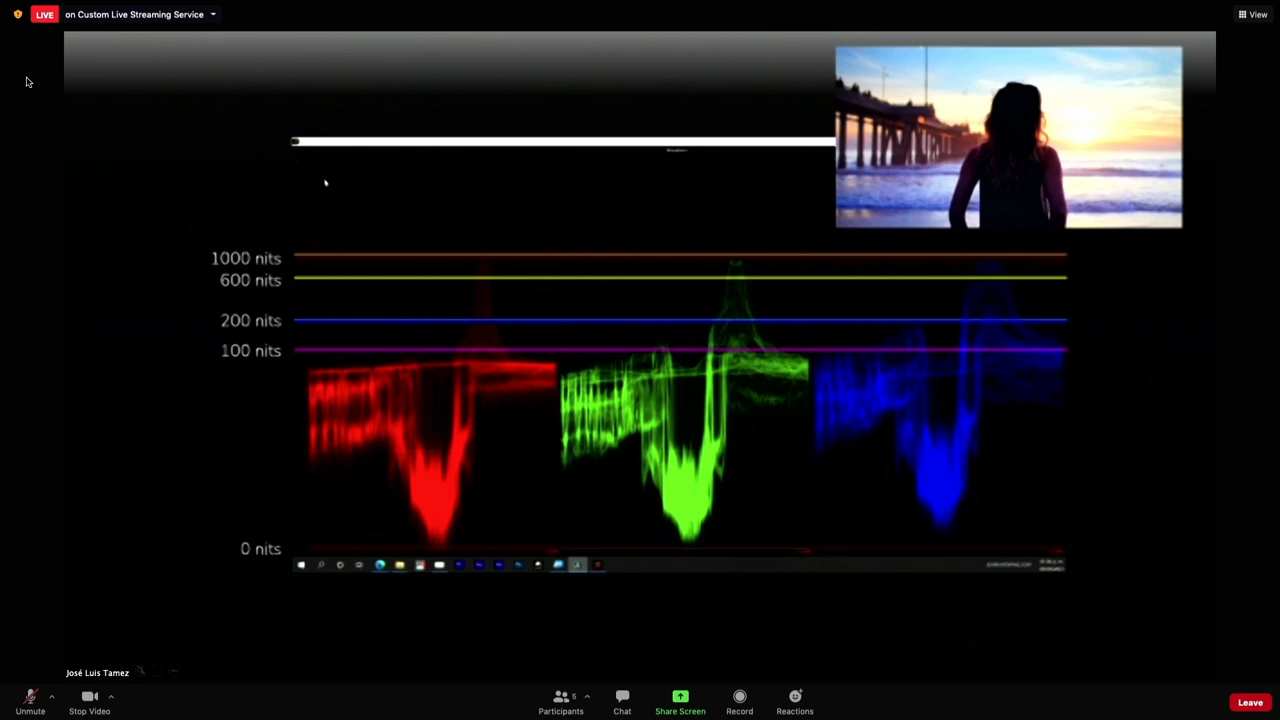 LIVE on Custom Live Streaming Service
View
1000 nits
600 nits
200 nits
100 nits
0 nits
José Luis Tamez
Unmute
Stop Video
Participants 5
Chat
Share Screen
Record
Reactions
Leave